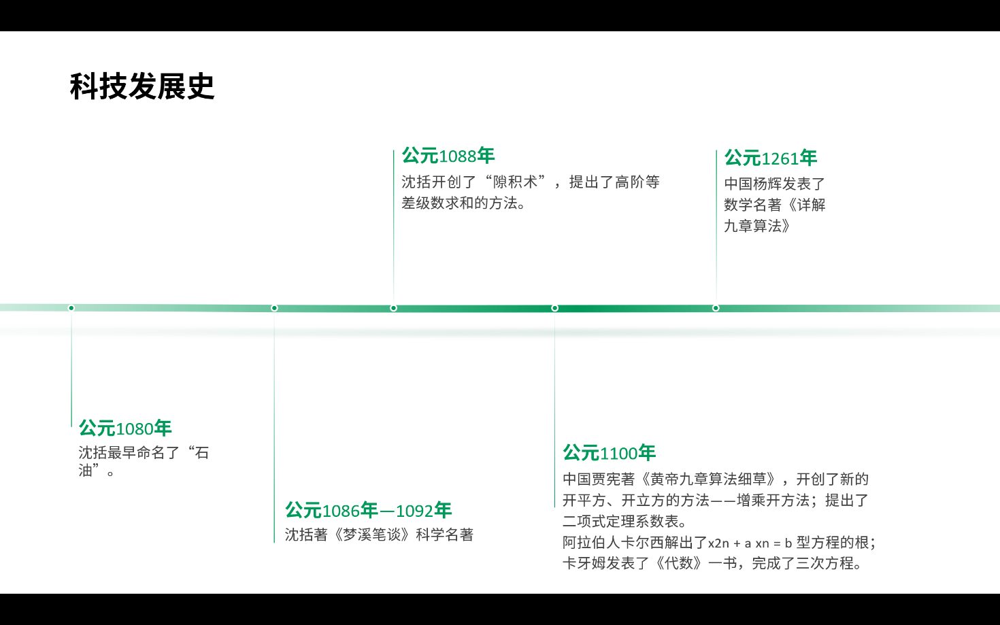 科技发展史
公元1088年
沈括开创了“隙积术”，提出了高阶等
差级数求和的方法。
公元1261年
中国杨辉发表了
数学名著《详解
九章算法》
公元1080年
沈括最早命名了“石
油”。
公元1086年—1092年
沈括著《梦溪笔谈》科学名著
公元1100年
中国贾宪著《黄帝九章算法细草》，开创了新的
开平方、开立方的方法——增乘开方法；提出了
二项式定理系数表。
阿拉伯人卡尔西解出了x2n + a xn = b 型方程的根；
卡牙姆发表了《代数》一书，完成了三次方程。